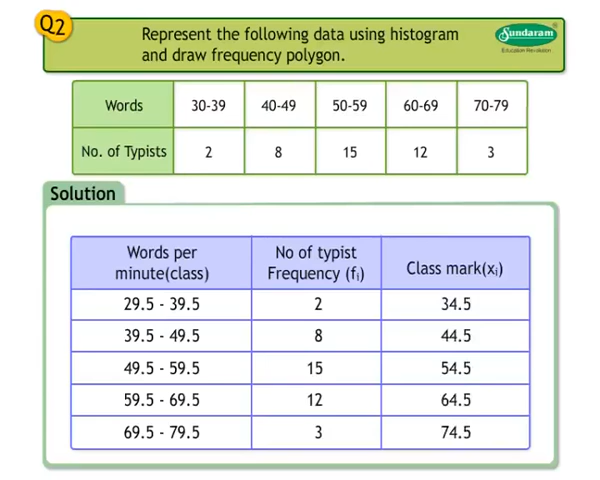 Q2
Represent the following data using histogram
and draw frequency polygon.
Sundaram
Education Revolution
Words 30-39 40-49 50-59 60-69 70-79
No. of Typists 2 8 15 12 3
Solution
Words per minute(class) No of typist Frequency (fᵢ) Class mark(xᵢ)
29.5 - 39.5 2 34.5
39.5 - 49.5 8 44.5
49.5 - 59.5 15 54.5
59.5 - 69.5 12 64.5
69.5 - 79.5 3 74.5